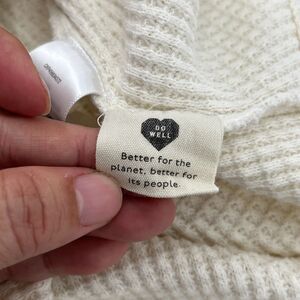 DO
WELL
Better for the
planet, better for
its people.